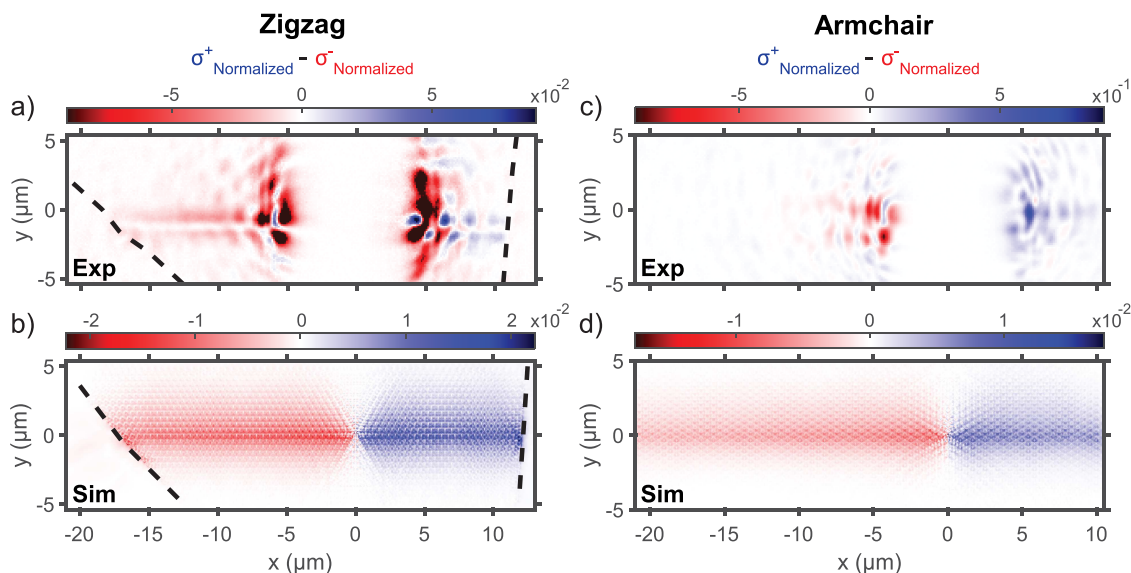 Zigzag
Armchair
σ⁺Normalized - σ⁻Normalized
σ⁺Normalized - σ⁻Normalized
a)
-5 0 5 x10⁻²
c)
-5 0 5 x10⁻¹
5
0
-5
y (µm)
Exp
5
0
-5
y (µm)
Exp
b)
-2 -1 0 1 2 x10⁻²
d)
-1 0 1 x10⁻²
5
0
-5
y (µm)
Sim
5
0
-5
y (µm)
Sim
-20 -15 -10 -5 0 5 10
-20 -15 -10 -5 0 5 10
x (µm)
x (µm)